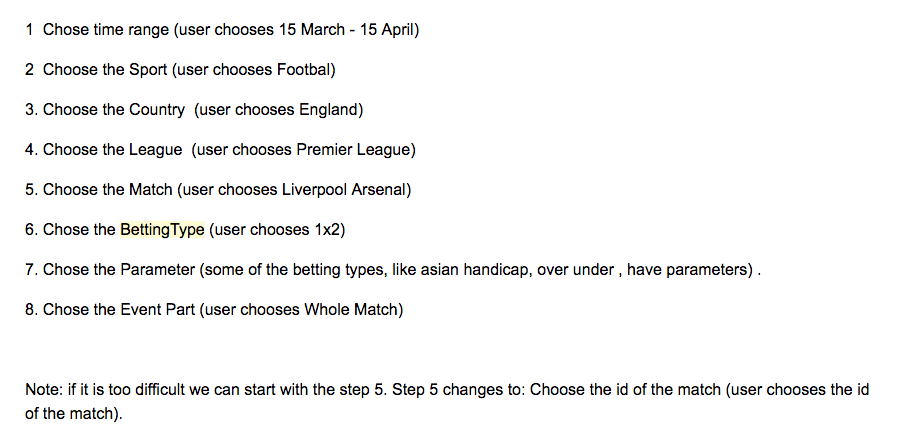 1 Chose time range (user chooses 15 March - 15 April)
2 Choose the Sport (user chooses Footbal)
3. Choose the Country (user chooses England)
4. Choose the League (user chooses Premier League)
5. Choose the Match (user chooses Liverpool Arsenal)
6. Chose the BettingType (user chooses 1x2)
7. Chose the Parameter (some of the betting types, like asian handicap, over under , have parameters) .
8. Chose the Event Part (user chooses Whole Match)
Note: if it is too difficult we can start with the step 5. Step 5 changes to: Choose the id of the match (user chooses the id
of the match).